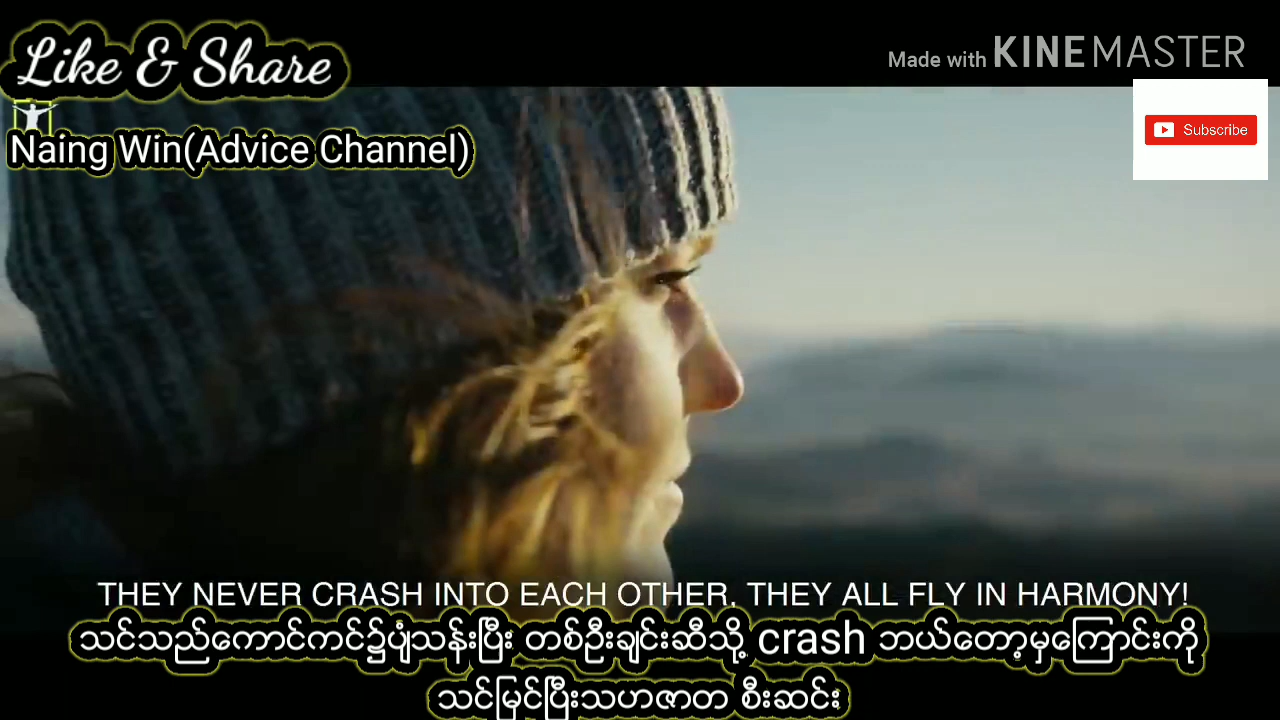 Like & Share
Made with KINEMASTER
Subscribe
Naing Win(Advice Channel)
THEY NEVER CRASH INTO EACH OTHER, THEY ALL FLY IN HARMONY!
သင်သည်ကောင်ကင်၌ပျံသန်းပြီး တစ်ဦးချင်းဆီသို့ crash ဘယ်တော့မှကြောင်းကို
သင်မြင်ပြီးသဟဇာတ စီးဆင်း